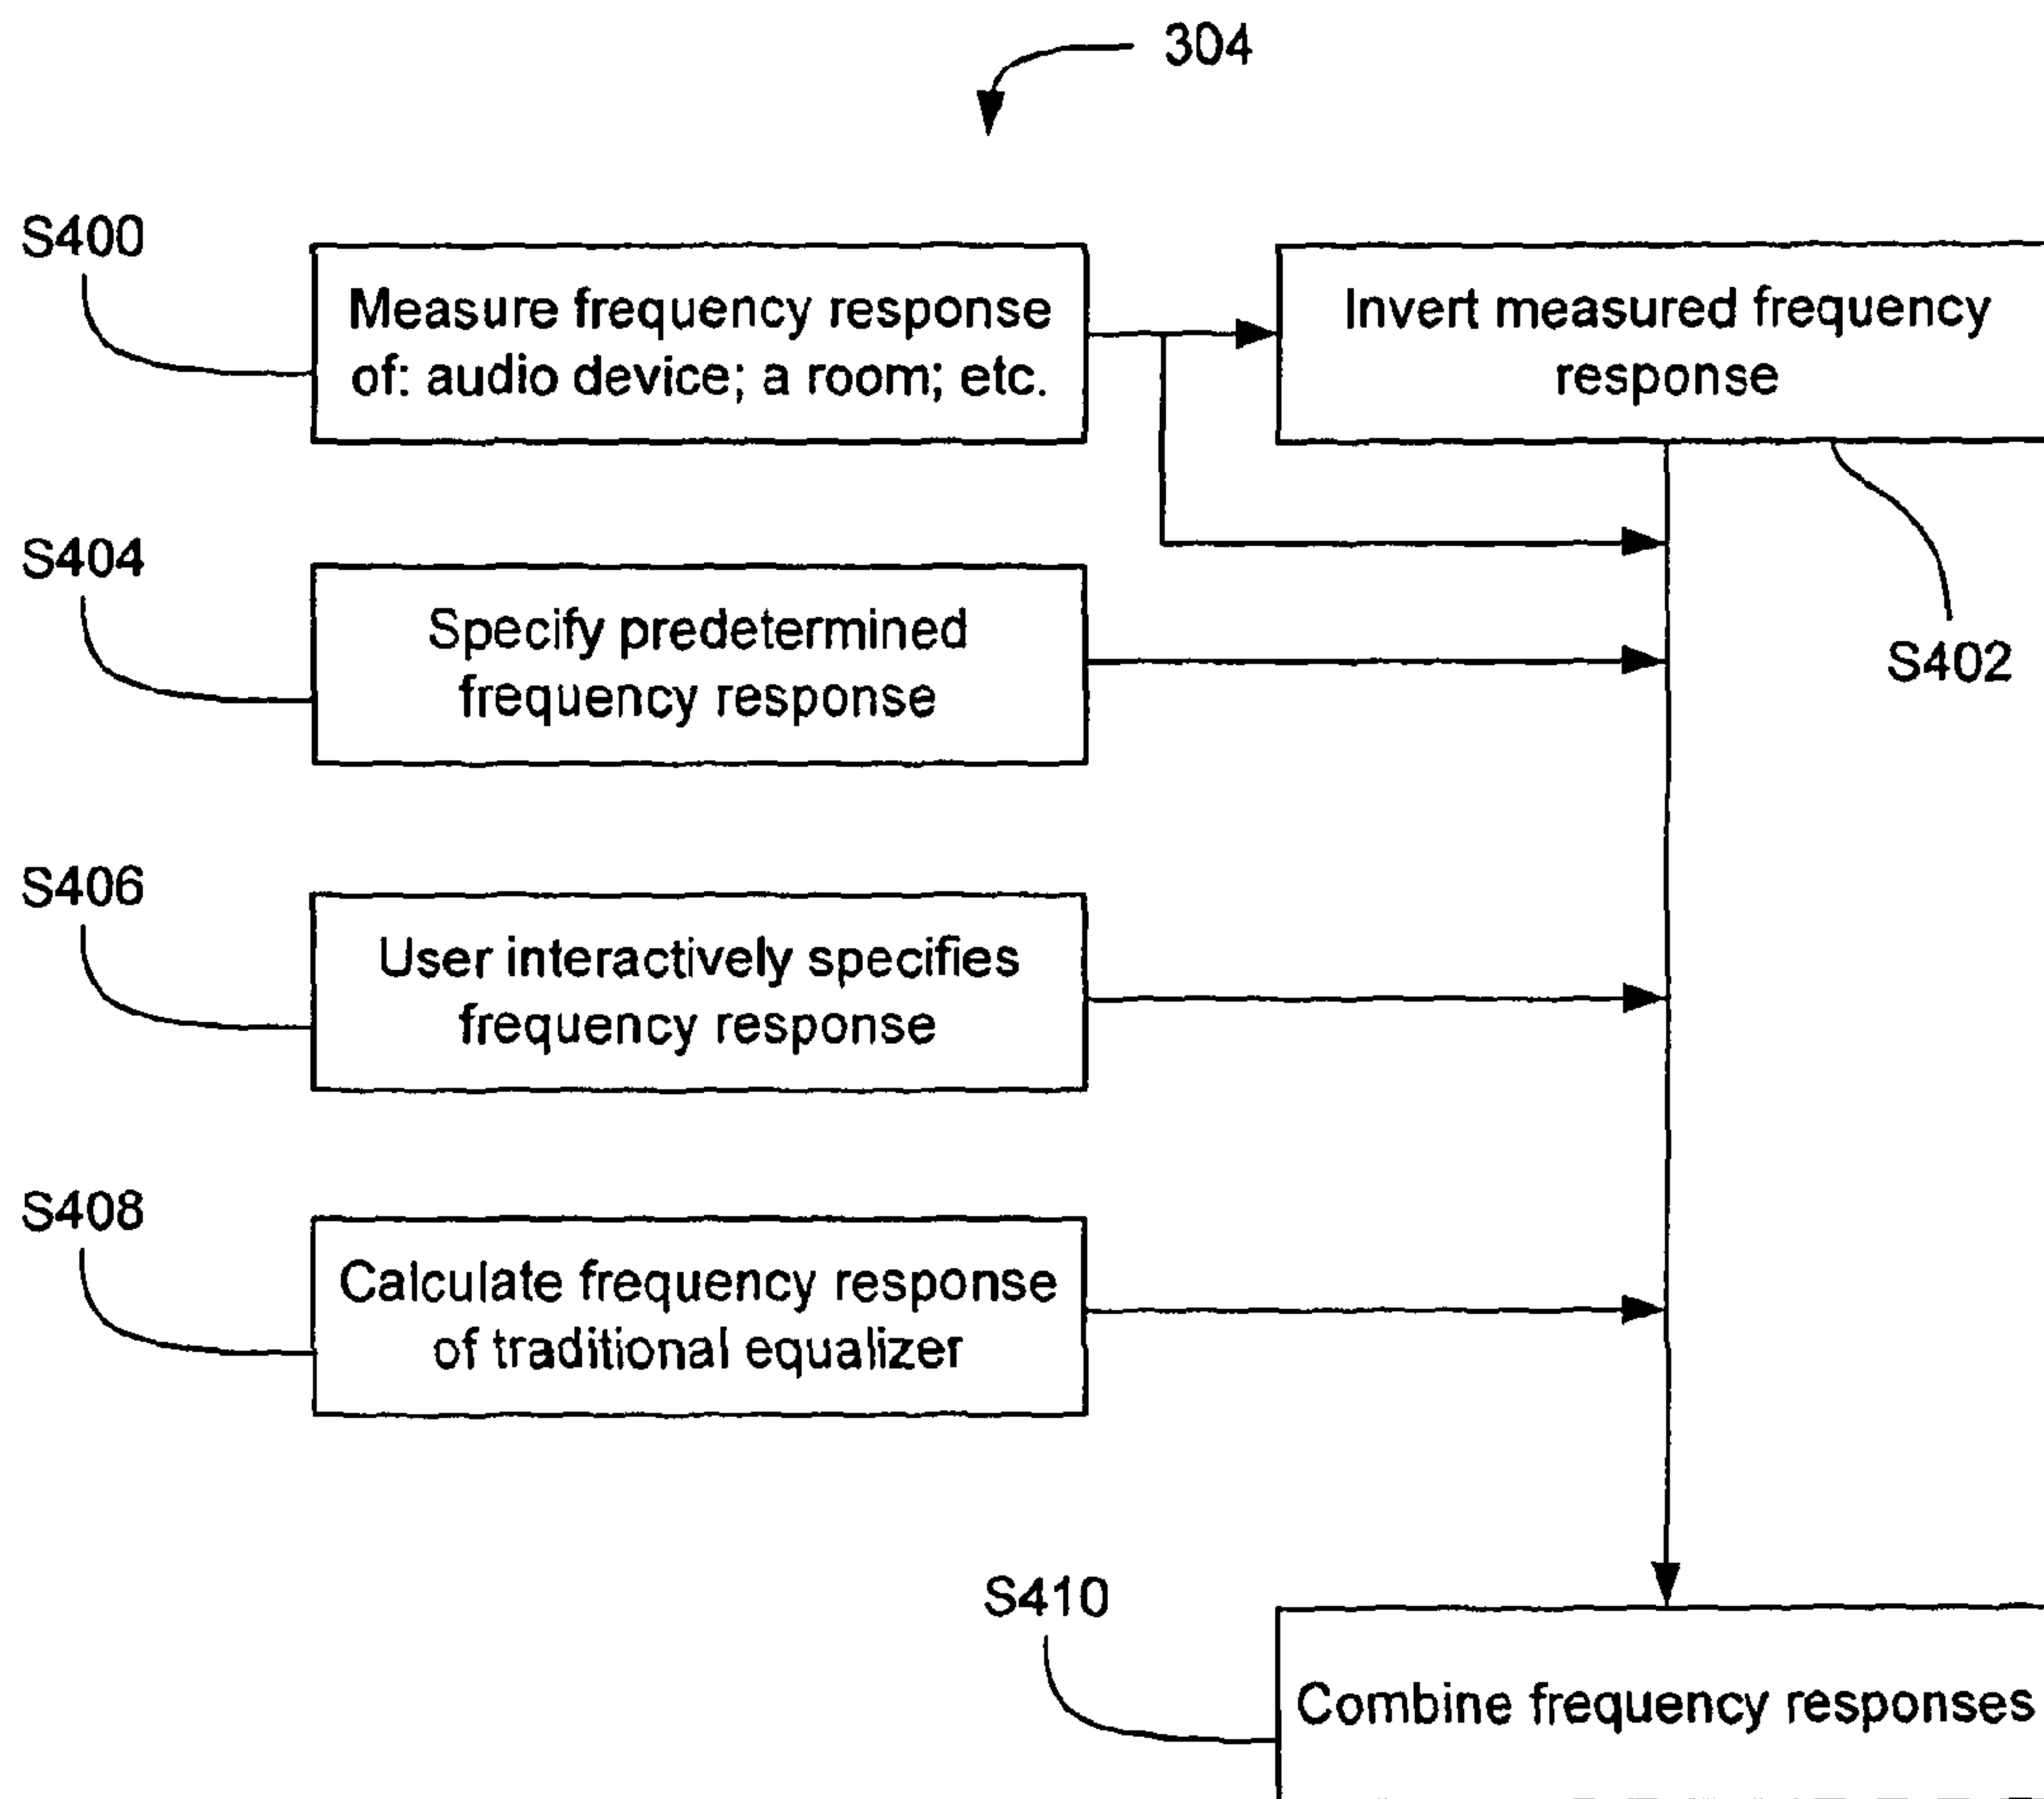 304
S400
Measure frequency response
of: audio device; a room; etc.
Invert measured frequency
response
S402
S404
Specify predetermined
frequency response
S406
User interactively specifies
frequency response
S408
Calculate frequency response
of traditional equalizer
S410
Combine frequency responses